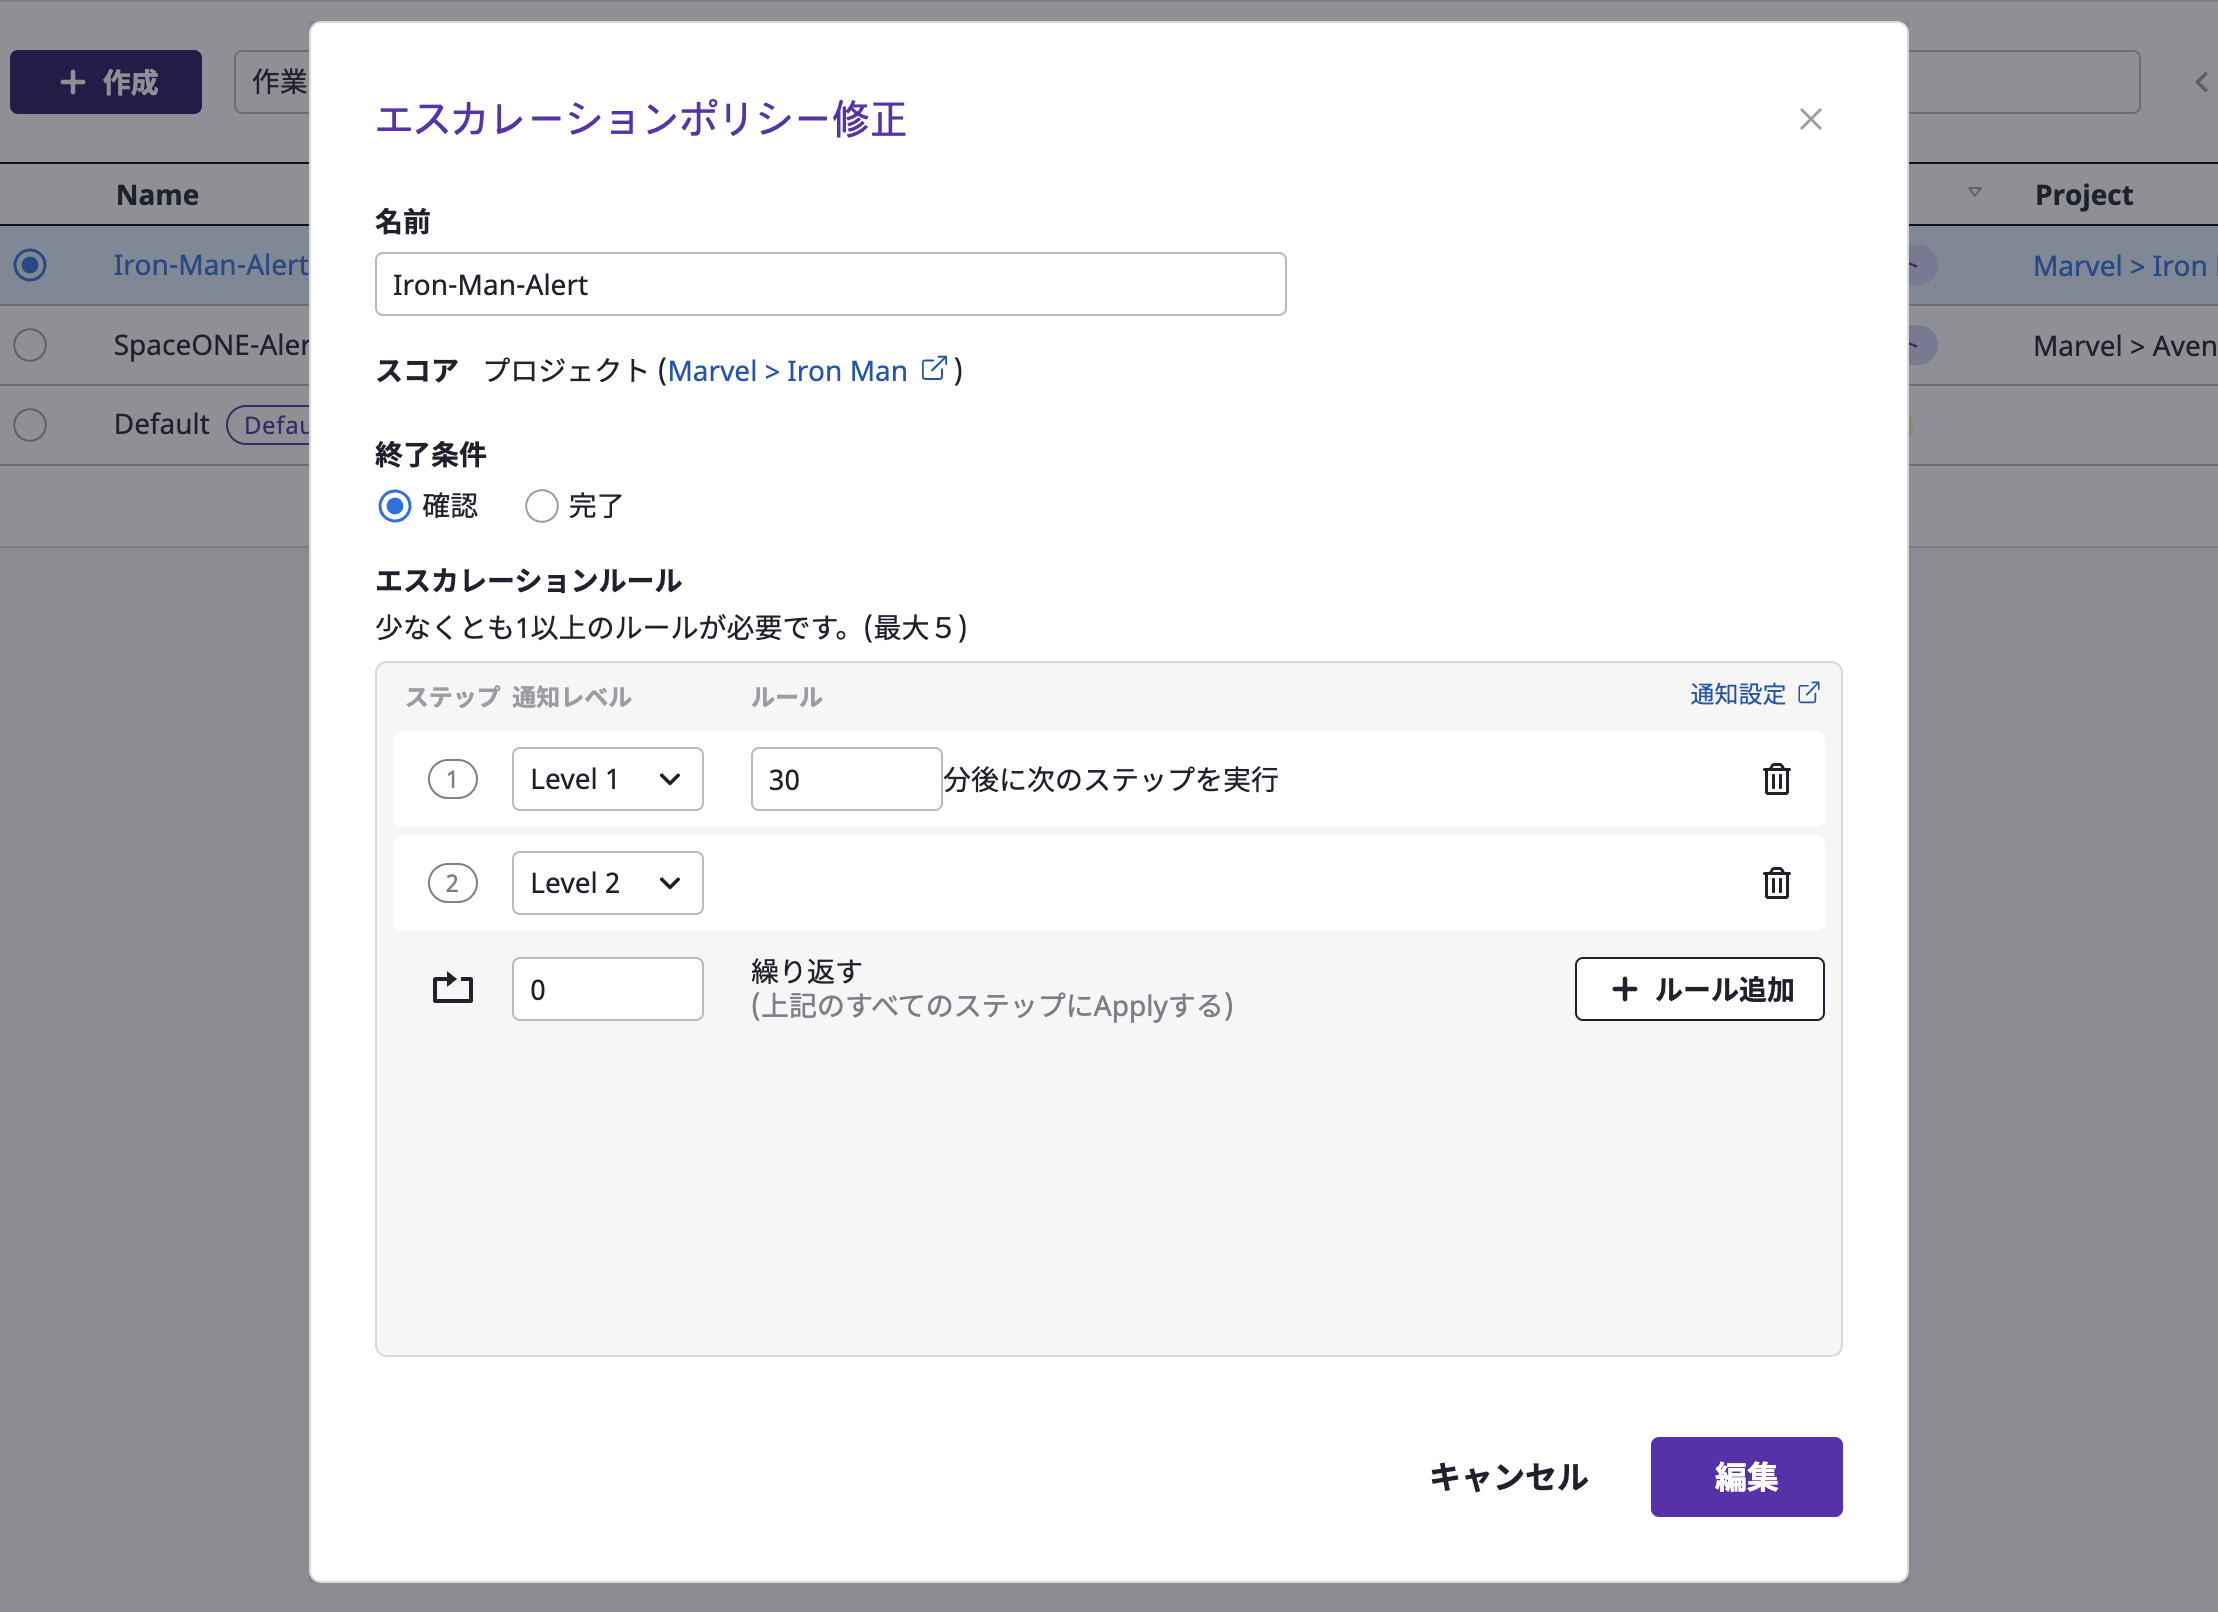 作成
作業
Name
Project
Iron-Man-Alert
Marvel > Iron
SpaceONE-Aler
Marvel > Aven
Default
Defau
エスカレーションポリシー修正
名前
Iron-Man-Alert
スコア プロジェクト (Marvel > Iron Man )
終了条件
確認 完了
エスカレーションルール
少なくとも1以上のルールが必要です。(最大５)
ステップ 通知レベル ルール 通知設定
1 Level 1 30 分後に次のステップを実行
2 Level 2
0 繰り返す
(上記のすべてのステップにApplyする)
ルール追加
キャンセル 編集